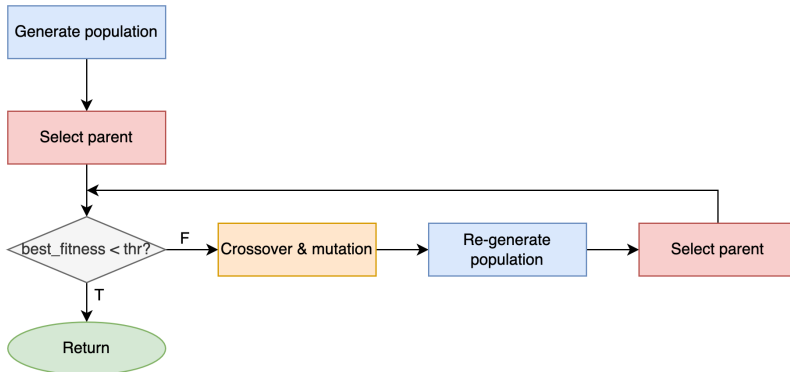 Generate population
Select parent
best_fitness < thr?
F
Crossover & mutation
Re-generate
population
Select parent
T
Return